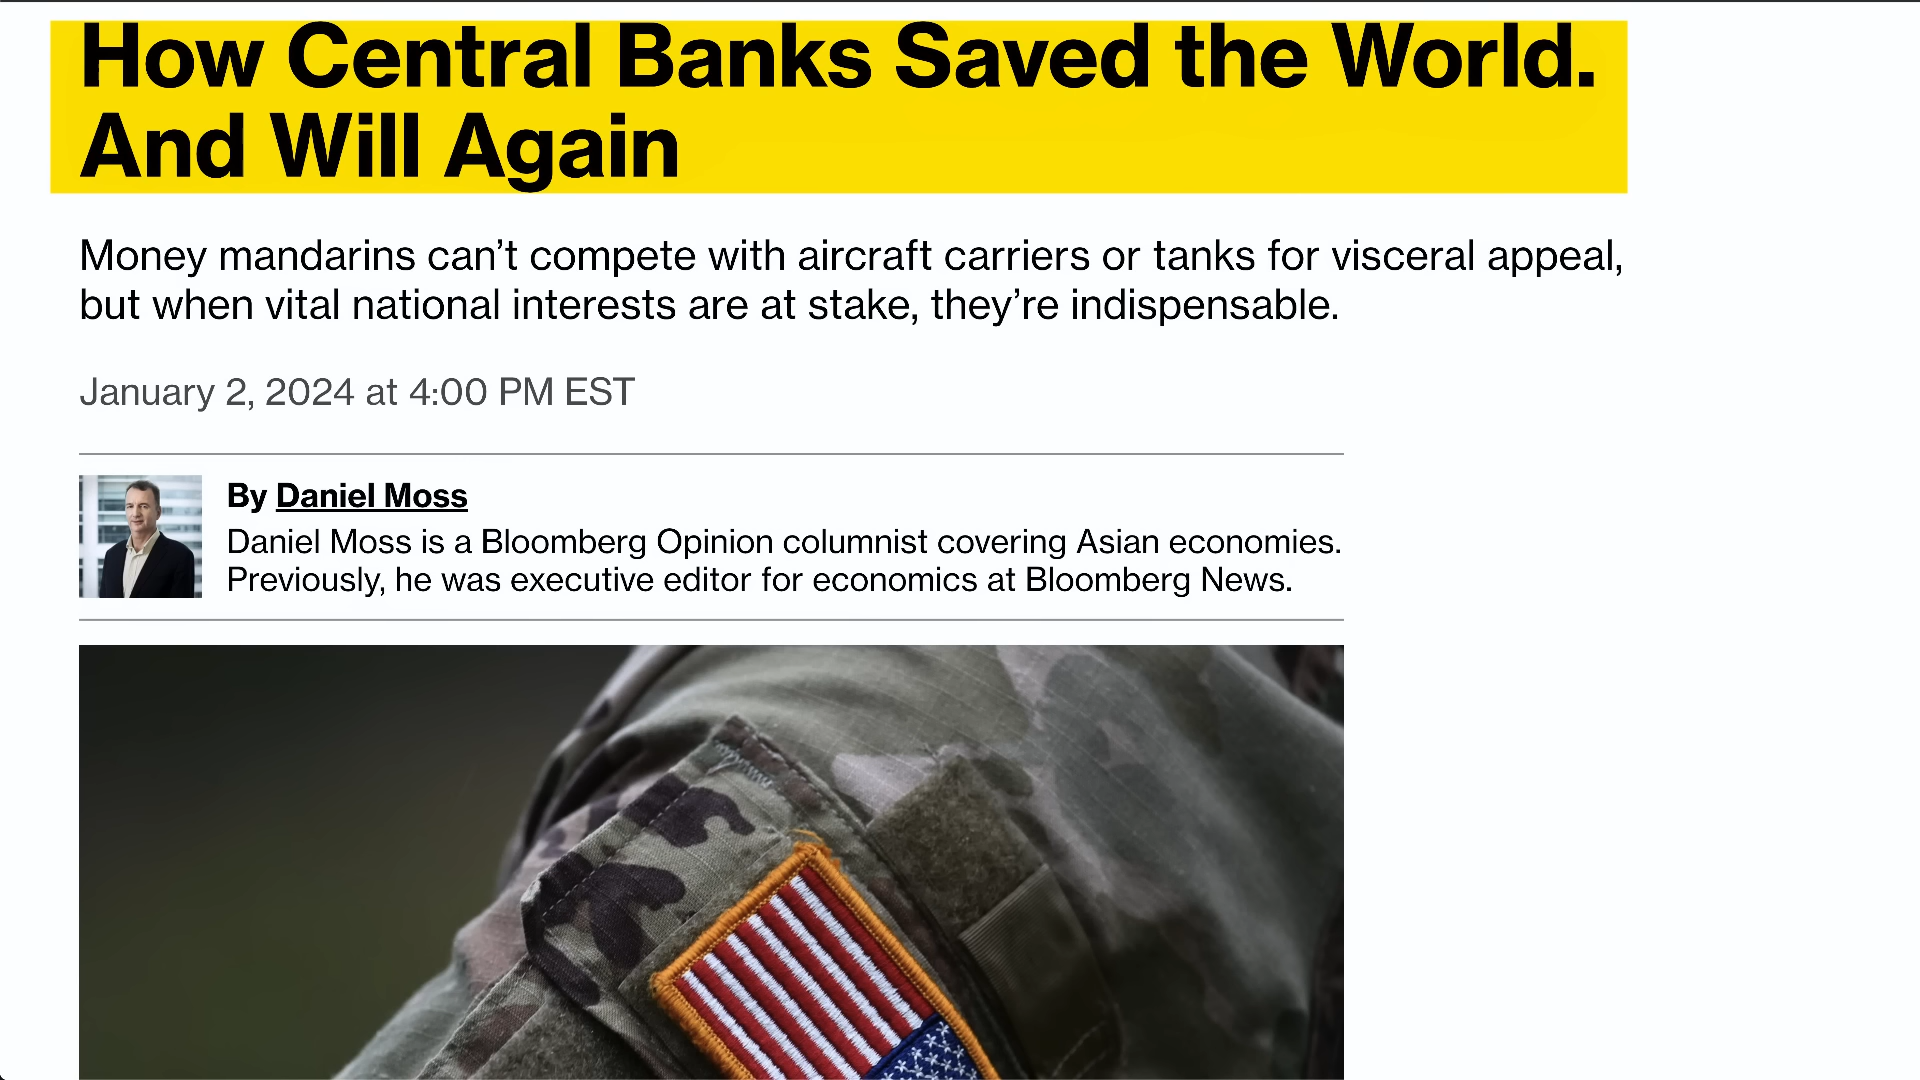 How Central Banks Saved the World.
And Will Again
Money mandarins can’t compete with aircraft carriers or tanks for visceral appeal,
but when vital national interests are at stake, they’re indispensable.
January 2, 2024 at 4:00 PM EST
By Daniel Moss
Daniel Moss is a Bloomberg Opinion columnist covering Asian economies.
Previously, he was executive editor for economics at Bloomberg News.